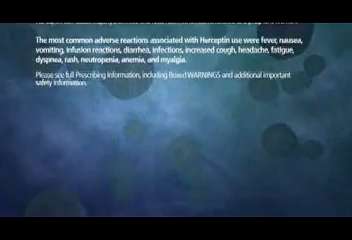 The most common adverse reactions associated with Herceptin use were fever, nausea,
vomiting, infusion reactions, diarrhea, infections, increased cough, headache, fatigue,
dyspnea, rash, neutropenia, anemia, and myalgia.
Please see full Prescribing Information, including Boxed WARNINGS and additional important
safety information.